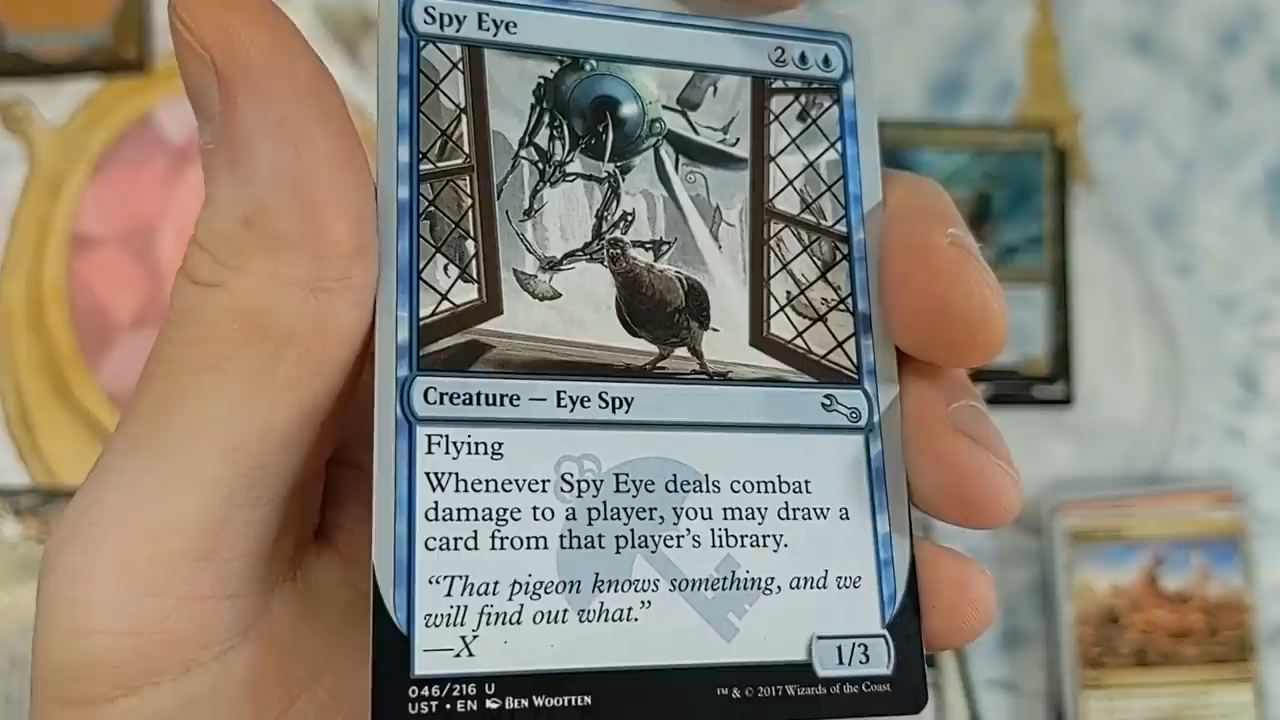 Spy Eye
2
Creature — Eye Spy
Flying
Whenever Spy Eye deals combat
damage to a player, you may draw a
card from that player's library.
“That pigeon knows something, and we
will find out what.”
—X
1/3
046/216 U
UST • EN BEN WOOTTEN
™ & © 2017 Wizards of the Coast